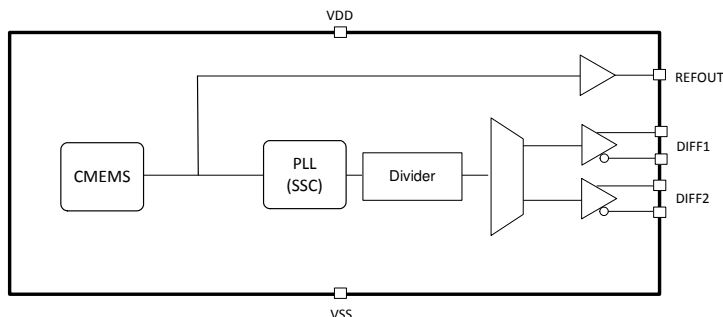 VDD
REFOUT
CMEMS
PLL
(SSC)
Divider
DIFF1
DIFF2
VSS